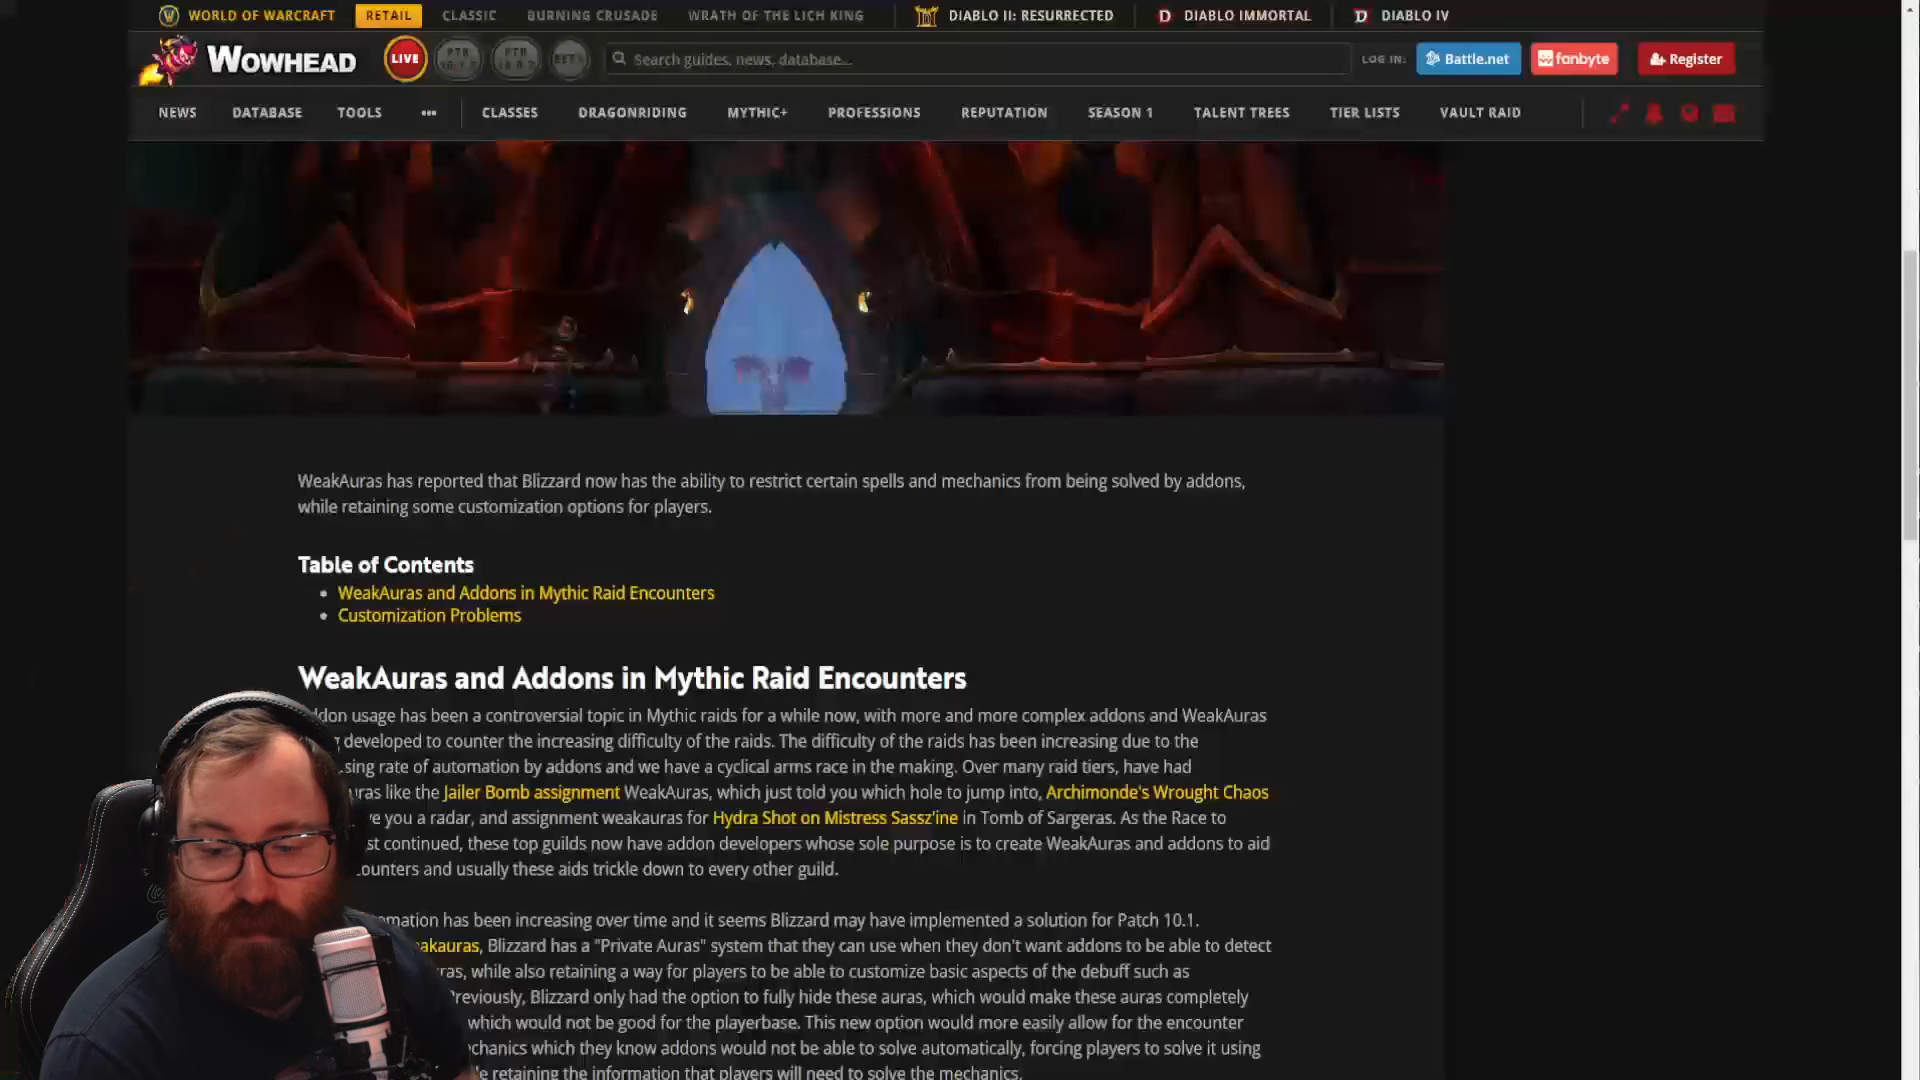 WORLD OF WARCRAFT RETAIL CLASSIC BURNING CRUSADE WRATH OF THE LICH KING DIABLO II: RESURRECTED DIABLO IMMORTAL DIABLO IV
WOWHEAD LIVE PTR PTR BETA Search guides, news, database... LOG IN: Battle.net fanbyte Register
NEWS DATABASE TOOLS ••• CLASSES DRAGONRIDING MYTHIC+ PROFESSIONS REPUTATION SEASON 1 TALENT TREES TIER LISTS VAULT RAID
WeakAuras has reported that Blizzard now has the ability to restrict certain spells and mechanics from being solved by addons,
while retaining some customization options for players.
Table of Contents
• WeakAuras and Addons in Mythic Raid Encounters
• Customization Problems
WeakAuras and Addons in Mythic Raid Encounters
ddon usage has been a controversial topic in Mythic raids for a while now, with more and more complex addons and WeakAuras
developed to counter the increasing difficulty of the raids. The difficulty of the raids has been increasing due to the
sing rate of automation by addons and we have a cyclical arms race in the making. Over many raid tiers, have had
ras like the Jailer Bomb assignment WeakAuras, which just told you which hole to jump into, Archimonde's Wrought Chaos
ve you a radar, and assignment weakauras for Hydra Shot on Mistress Sassz'ine in Tomb of Sargeras. As the Race to
st continued, these top guilds now have addon developers whose sole purpose is to create WeakAuras and addons to aid
ounters and usually these aids trickle down to every other guild.
mation has been increasing over time and it seems Blizzard may have implemented a solution for Patch 10.1.
akauras, Blizzard has a "Private Auras" system that they can use when they don't want addons to be able to detect
ras, while also retaining a way for players to be able to customize basic aspects of the debuff such as
Previously, Blizzard only had the option to fully hide these auras, which would make these auras completely
which would not be good for the playerbase. This new option would more easily allow for the encounter
chanics which they know addons would not be able to solve automatically, forcing players to solve it using
e retaining the information that players will need to solve the mechanics.